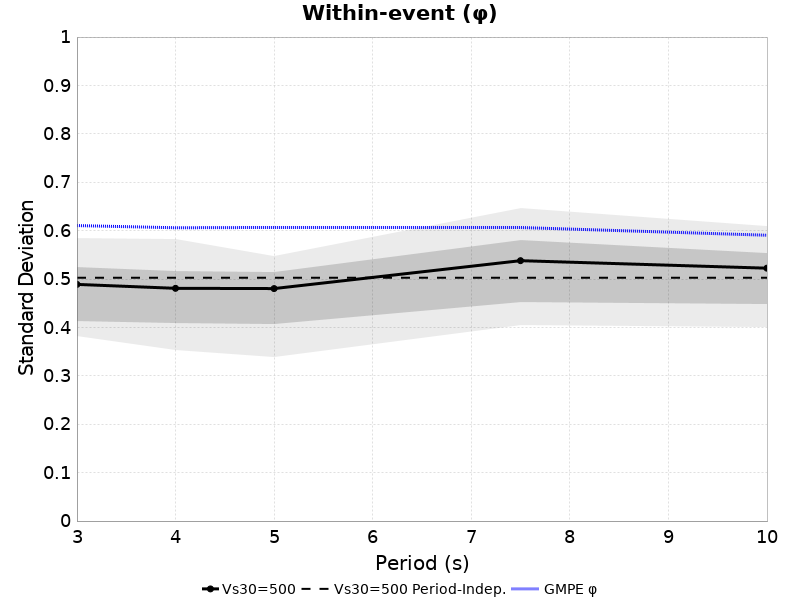 Within-event (φ)
Standard Deviation
1
0.9
0.8
0.7
0.6
0.5
0.4
0.3
0.2
0.1
0
3 4 5 6 7 8 9 10
Period (s)
Vs30=500 Vs30=500 Period-Indep. GMPE φ